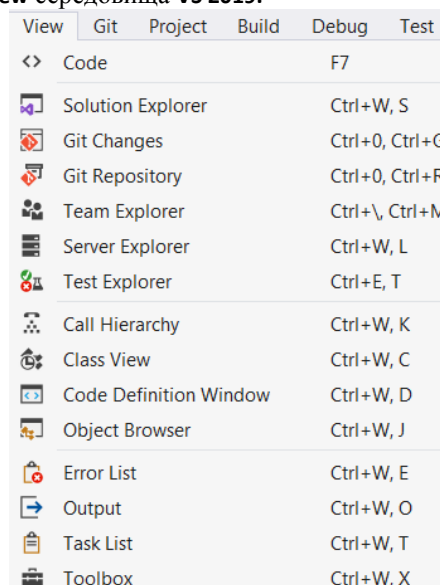 ew середовища VS 2019.
View Git Project Build Debug Test
Code F7
Solution Explorer Ctrl+W, S
Git Changes Ctrl+0, Ctrl+G
Git Repository Ctrl+0, Ctrl+R
Team Explorer Ctrl+\, Ctrl+M
Server Explorer Ctrl+W, L
Test Explorer Ctrl+E, T
Call Hierarchy Ctrl+W, K
Class View Ctrl+W, C
Code Definition Window Ctrl+W, D
Object Browser Ctrl+W, J
Error List Ctrl+W, E
Output Ctrl+W, O
Task List Ctrl+W, T
Toolbox Ctrl+W, X